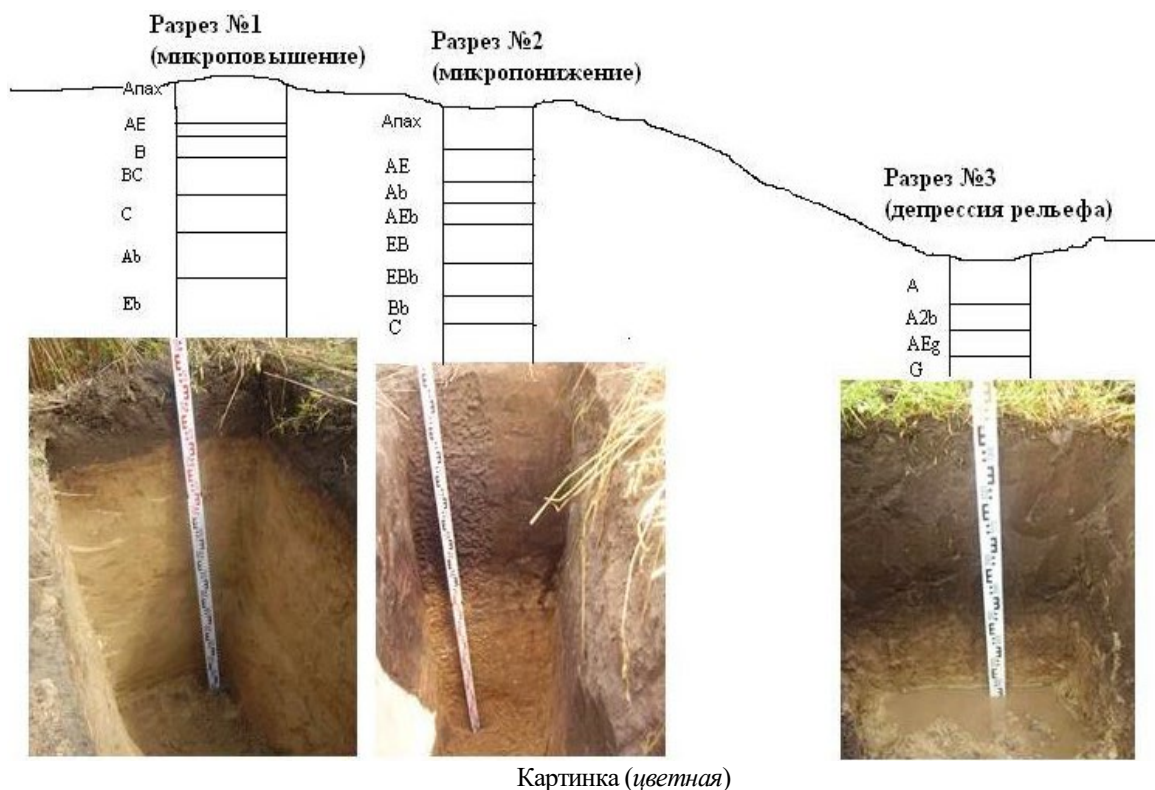 Разрез №1
(микроповышение)
Разрез №2
(микропонижение)
Разрез №3
(депрессия рельефа)
Апах
AE
B
BC
C
Ab
Eb
Апах
AE
Ab
AEb
EB
EBb
Bb
C
A
A2b
AEg
G
Картинка (цветная)